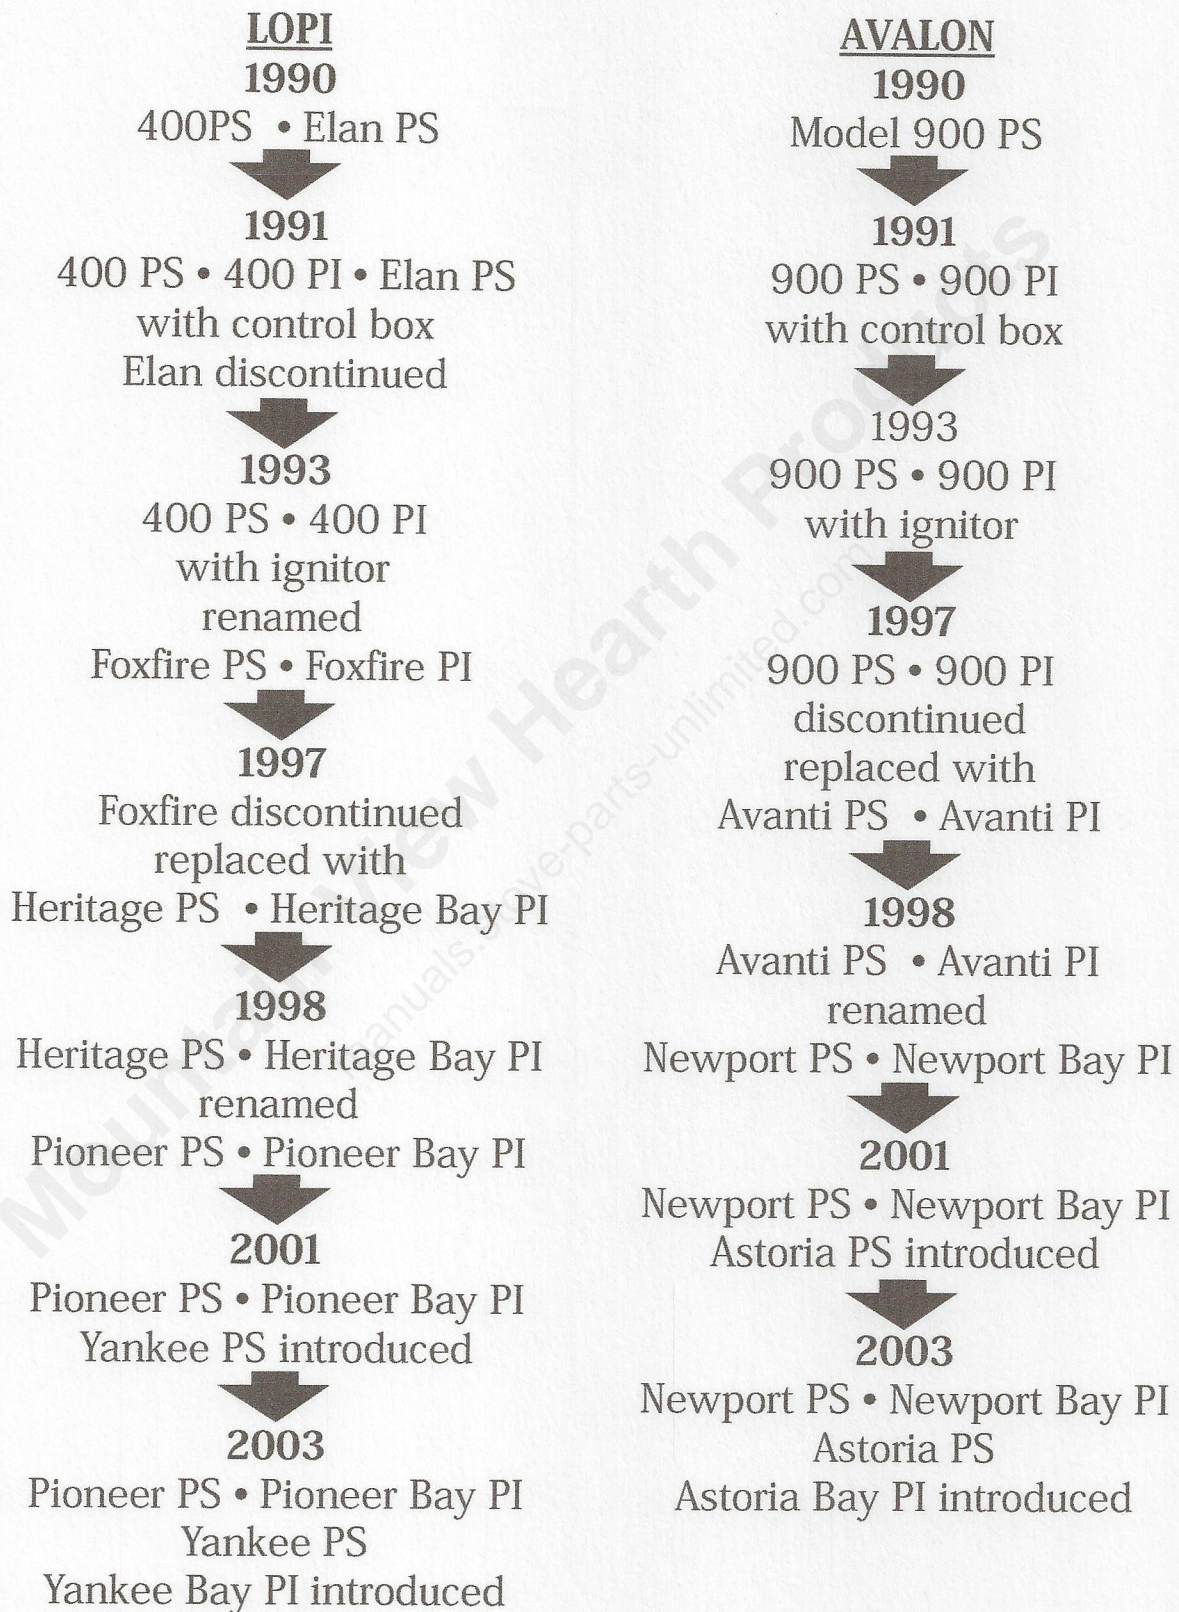 LOPI
1990
400PS • Elan PS
1991
400 PS • 400 PI • Elan PS
with control box
Elan discontinued
1993
400 PS • 400 PI
with ignitor
renamed
Foxfire PS • Foxfire PI
1997
Foxfire discontinued
replaced with
Heritage PS • Heritage Bay PI
1998
Heritage PS • Heritage Bay PI
renamed
Pioneer PS • Pioneer Bay PI
2001
Pioneer PS • Pioneer Bay PI
Yankee PS introduced
2003
Pioneer PS • Pioneer Bay PI
Yankee PS
Yankee Bay PI introduced
AVALON
1990
Model 900 PS
1991
900 PS • 900 PI
with control box
1993
900 PS • 900 PI
with ignitor
1997
900 PS • 900 PI
discontinued
replaced with
Avanti PS • Avanti PI
1998
Avanti PS • Avanti PI
renamed
Newport PS • Newport Bay PI
2001
Newport PS • Newport Bay PI
Astoria PS introduced
2003
Newport PS • Newport Bay PI
Astoria PS
Astoria Bay PI introduced
Mountain View Hearth Products
manuals.stove-parts-unlimited.com